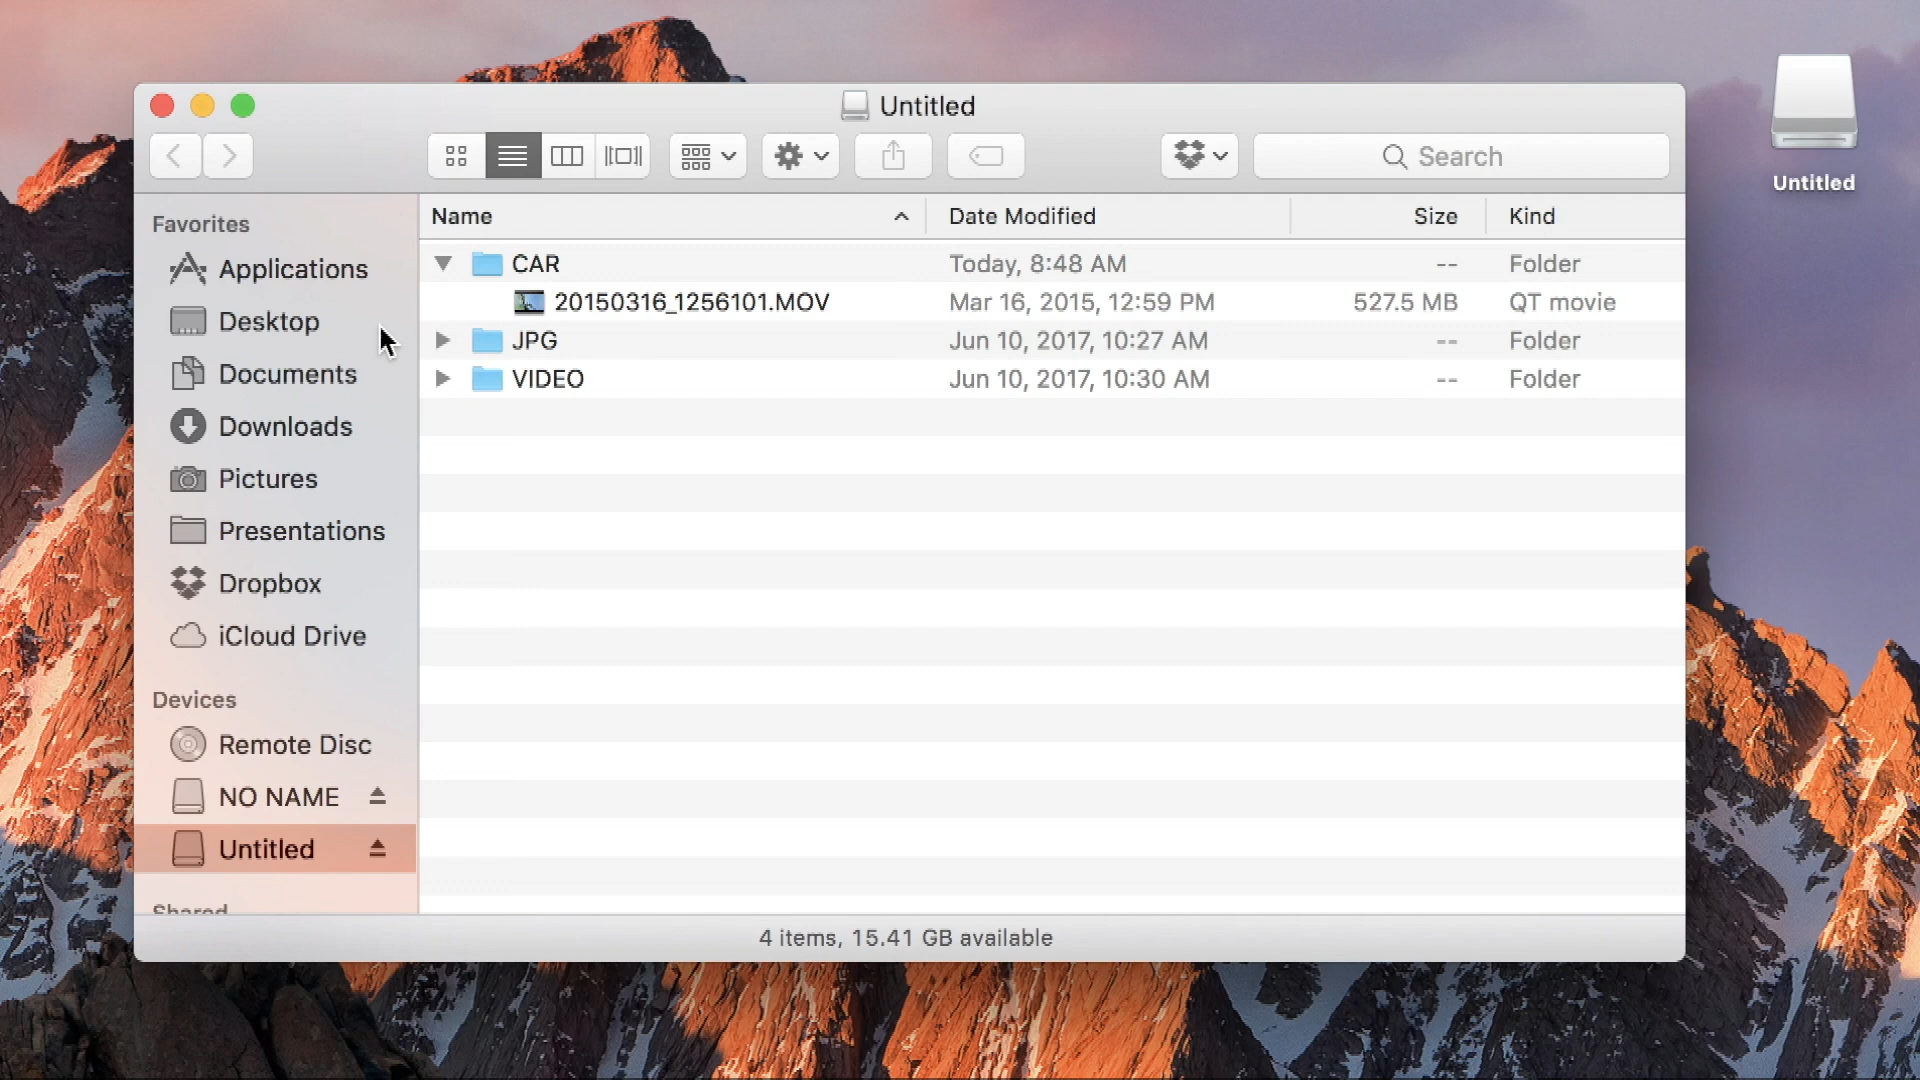 Untitled
Search
Untitled
Favorites
Applications
Desktop
Documents
Downloads
Pictures
Presentations
Dropbox
iCloud Drive
Devices
Remote Disc
NO NAME
Untitled
Shared
Name Date Modified Size Kind
CAR Today, 8:48 AM -- Folder
20150316_1256101.MOV Mar 16, 2015, 12:59 PM 527.5 MB QT movie
JPG Jun 10, 2017, 10:27 AM -- Folder
VIDEO Jun 10, 2017, 10:30 AM -- Folder
4 items, 15.41 GB available